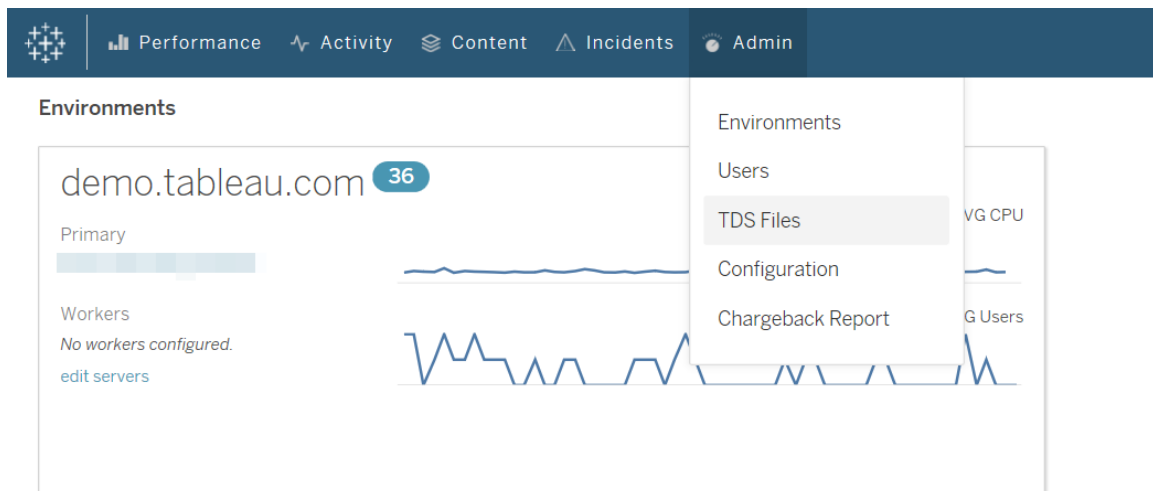 Performance Activity Content Incidents Admin
Environments
demo.tableau.com 36
Primary
Workers
No workers configured.
edit servers
Environments
Users
TDS Files
Configuration
Chargeback Report
VG CPU
G Users